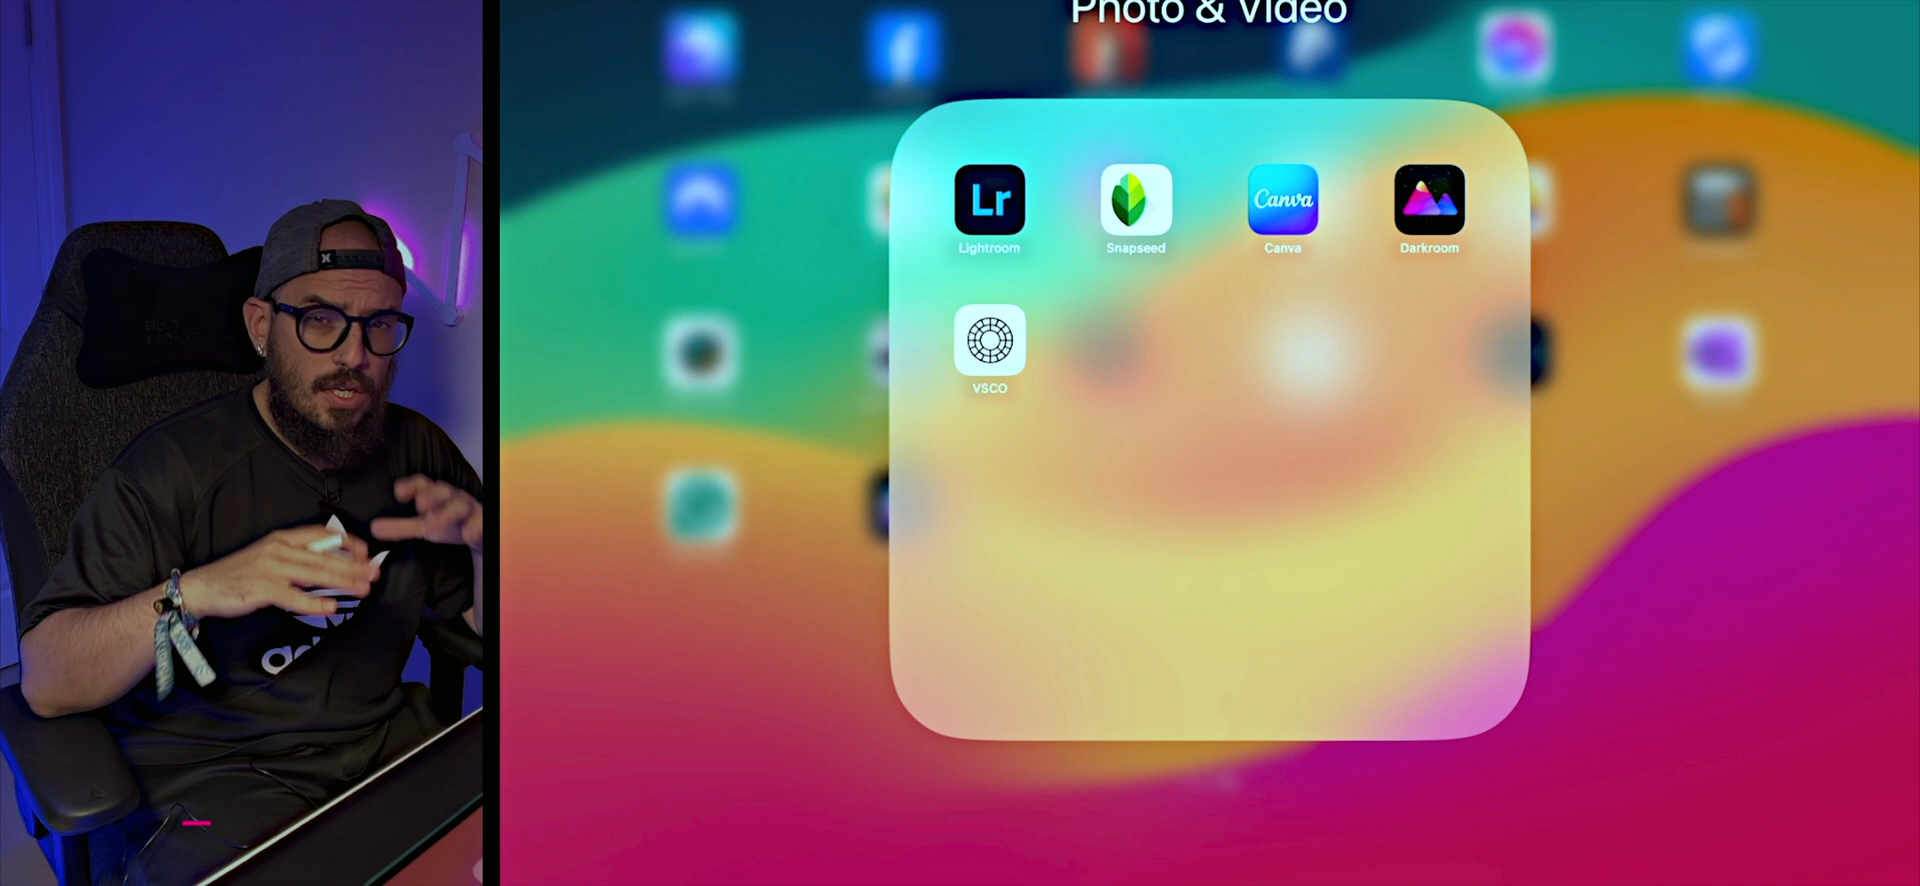 Photo & Video
Lr
Canva
Lightroom
Snapseed
Canva
Darkroom
VSCO